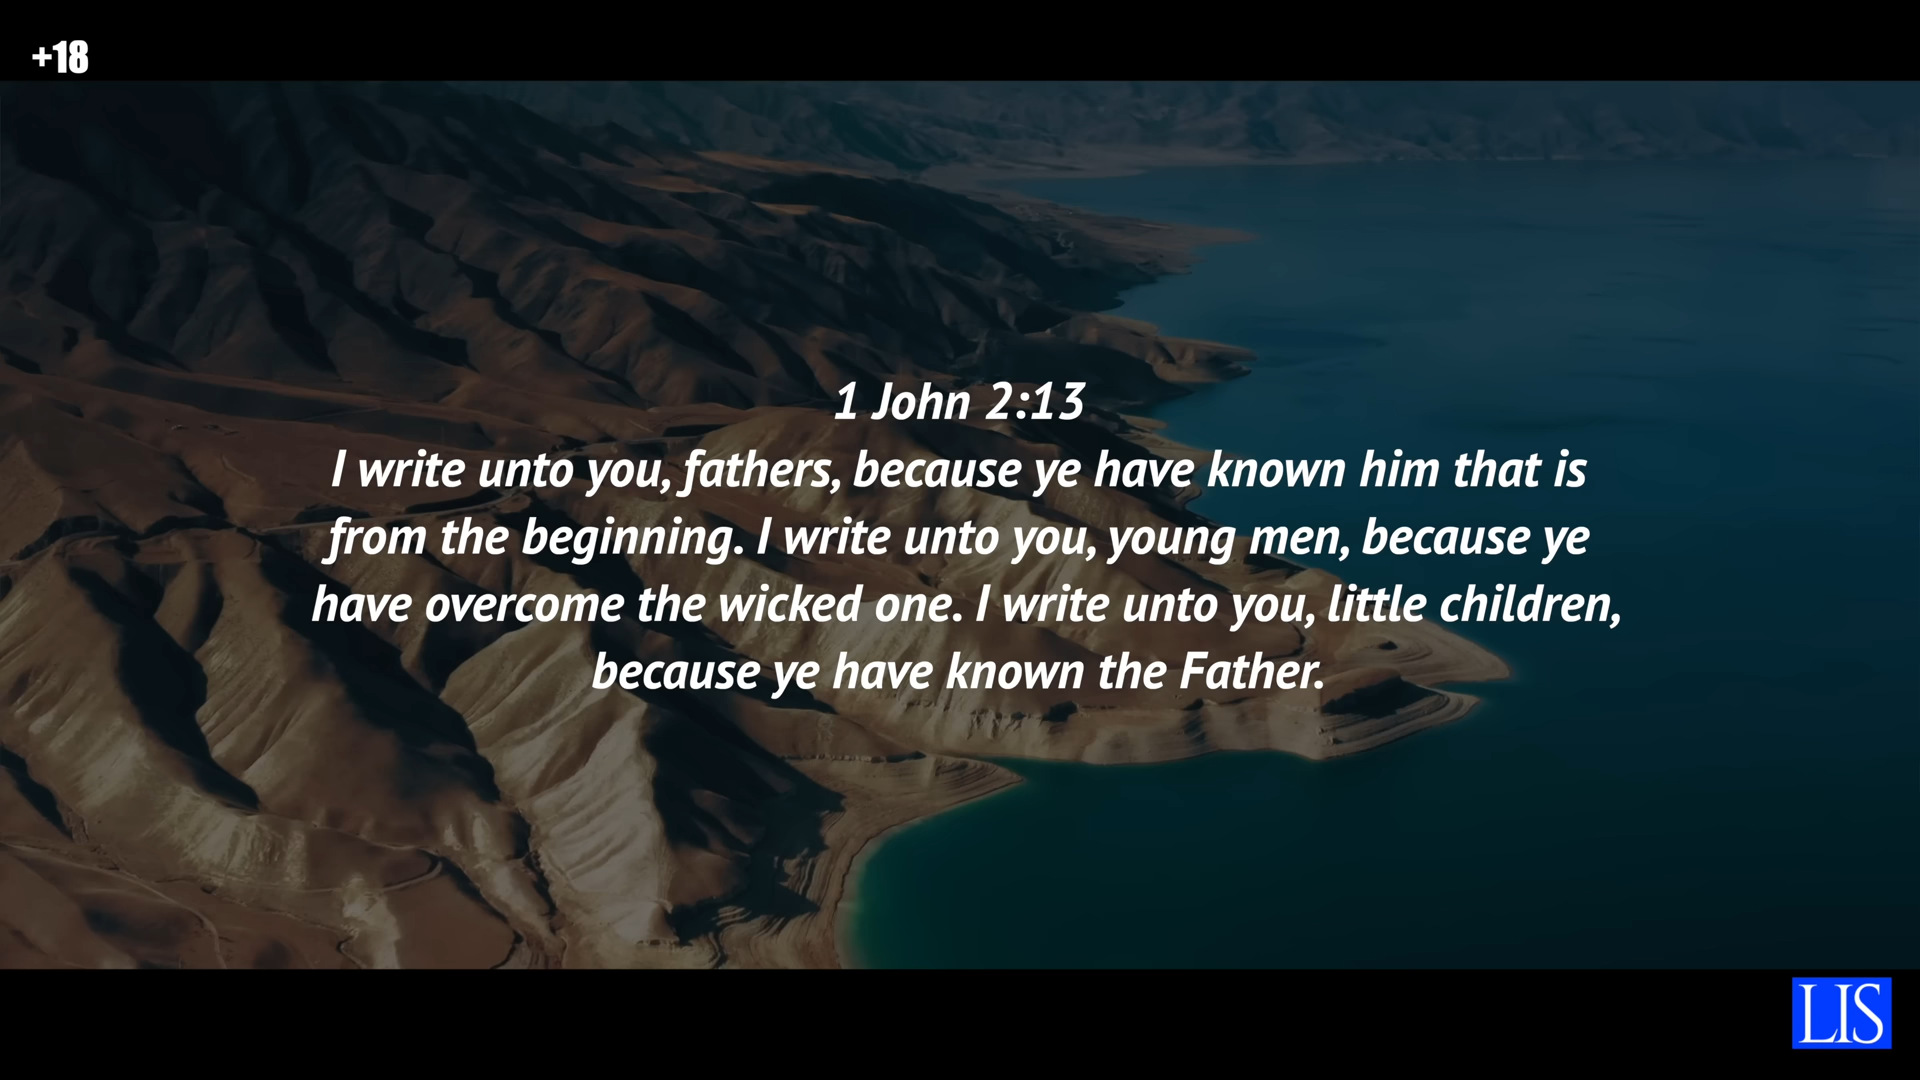 +18
1 John 2:13
I write unto you, fathers, because ye have known him that is
from the beginning. I write unto you, young men, because ye
have overcome the wicked one. I write unto you, little children,
because ye have known the Father.
LIS